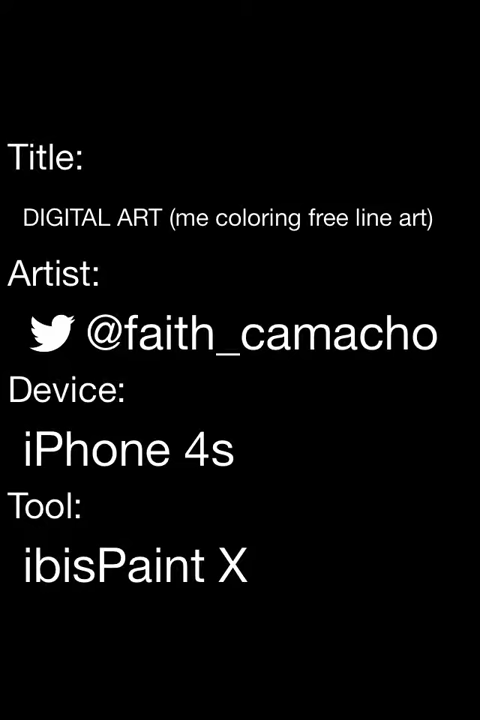 Title:
DIGITAL ART (me coloring free line art)
Artist:
@faith_camacho
Device:
iPhone 4s
Tool:
ibisPaint X